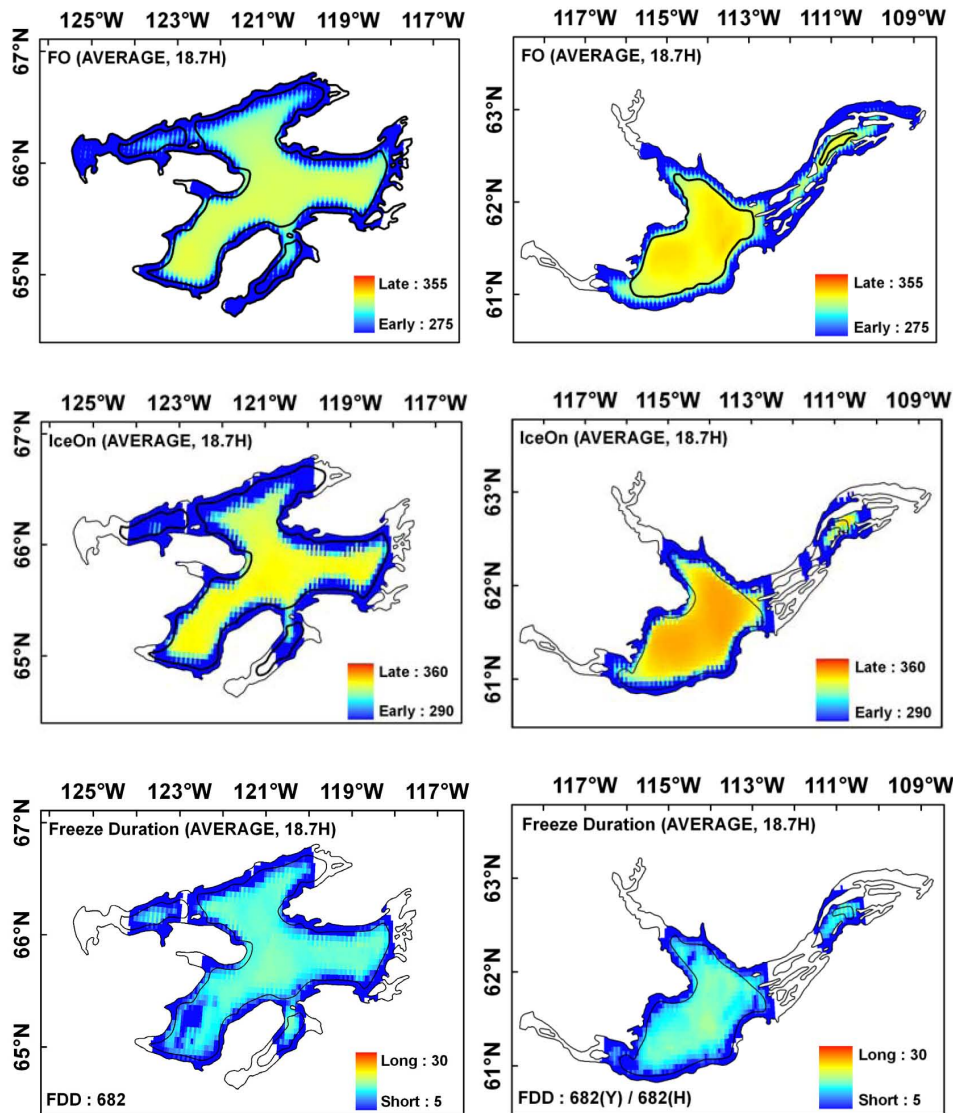 125°W 123°W 121°W 119°W 117°W
67°N
66°N
65°N
FO (AVERAGE, 18.7H)
Late : 355
Early : 275
117°W 115°W 113°W 111°W 109°W
63°N
62°N
61°N
FO (AVERAGE, 18.7H)
Late : 355
Early : 275
125°W 123°W 121°W 119°W 117°W
67°N
66°N
65°N
IceOn (AVERAGE, 18.7H)
Late : 360
Early : 290
117°W 115°W 113°W 111°W 109°W
63°N
62°N
61°N
IceOn (AVERAGE, 18.7H)
Late : 360
Early : 290
125°W 123°W 121°W 119°W 117°W
67°N
66°N
65°N
Freeze Duration (AVERAGE, 18.7H)
Long : 30
Short : 5
FDD : 682
117°W 115°W 113°W 111°W 109°W
63°N
62°N
61°N
Freeze Duration (AVERAGE, 18.7H)
Long : 30
Short : 5
FDD : 682(Y) / 682(H)